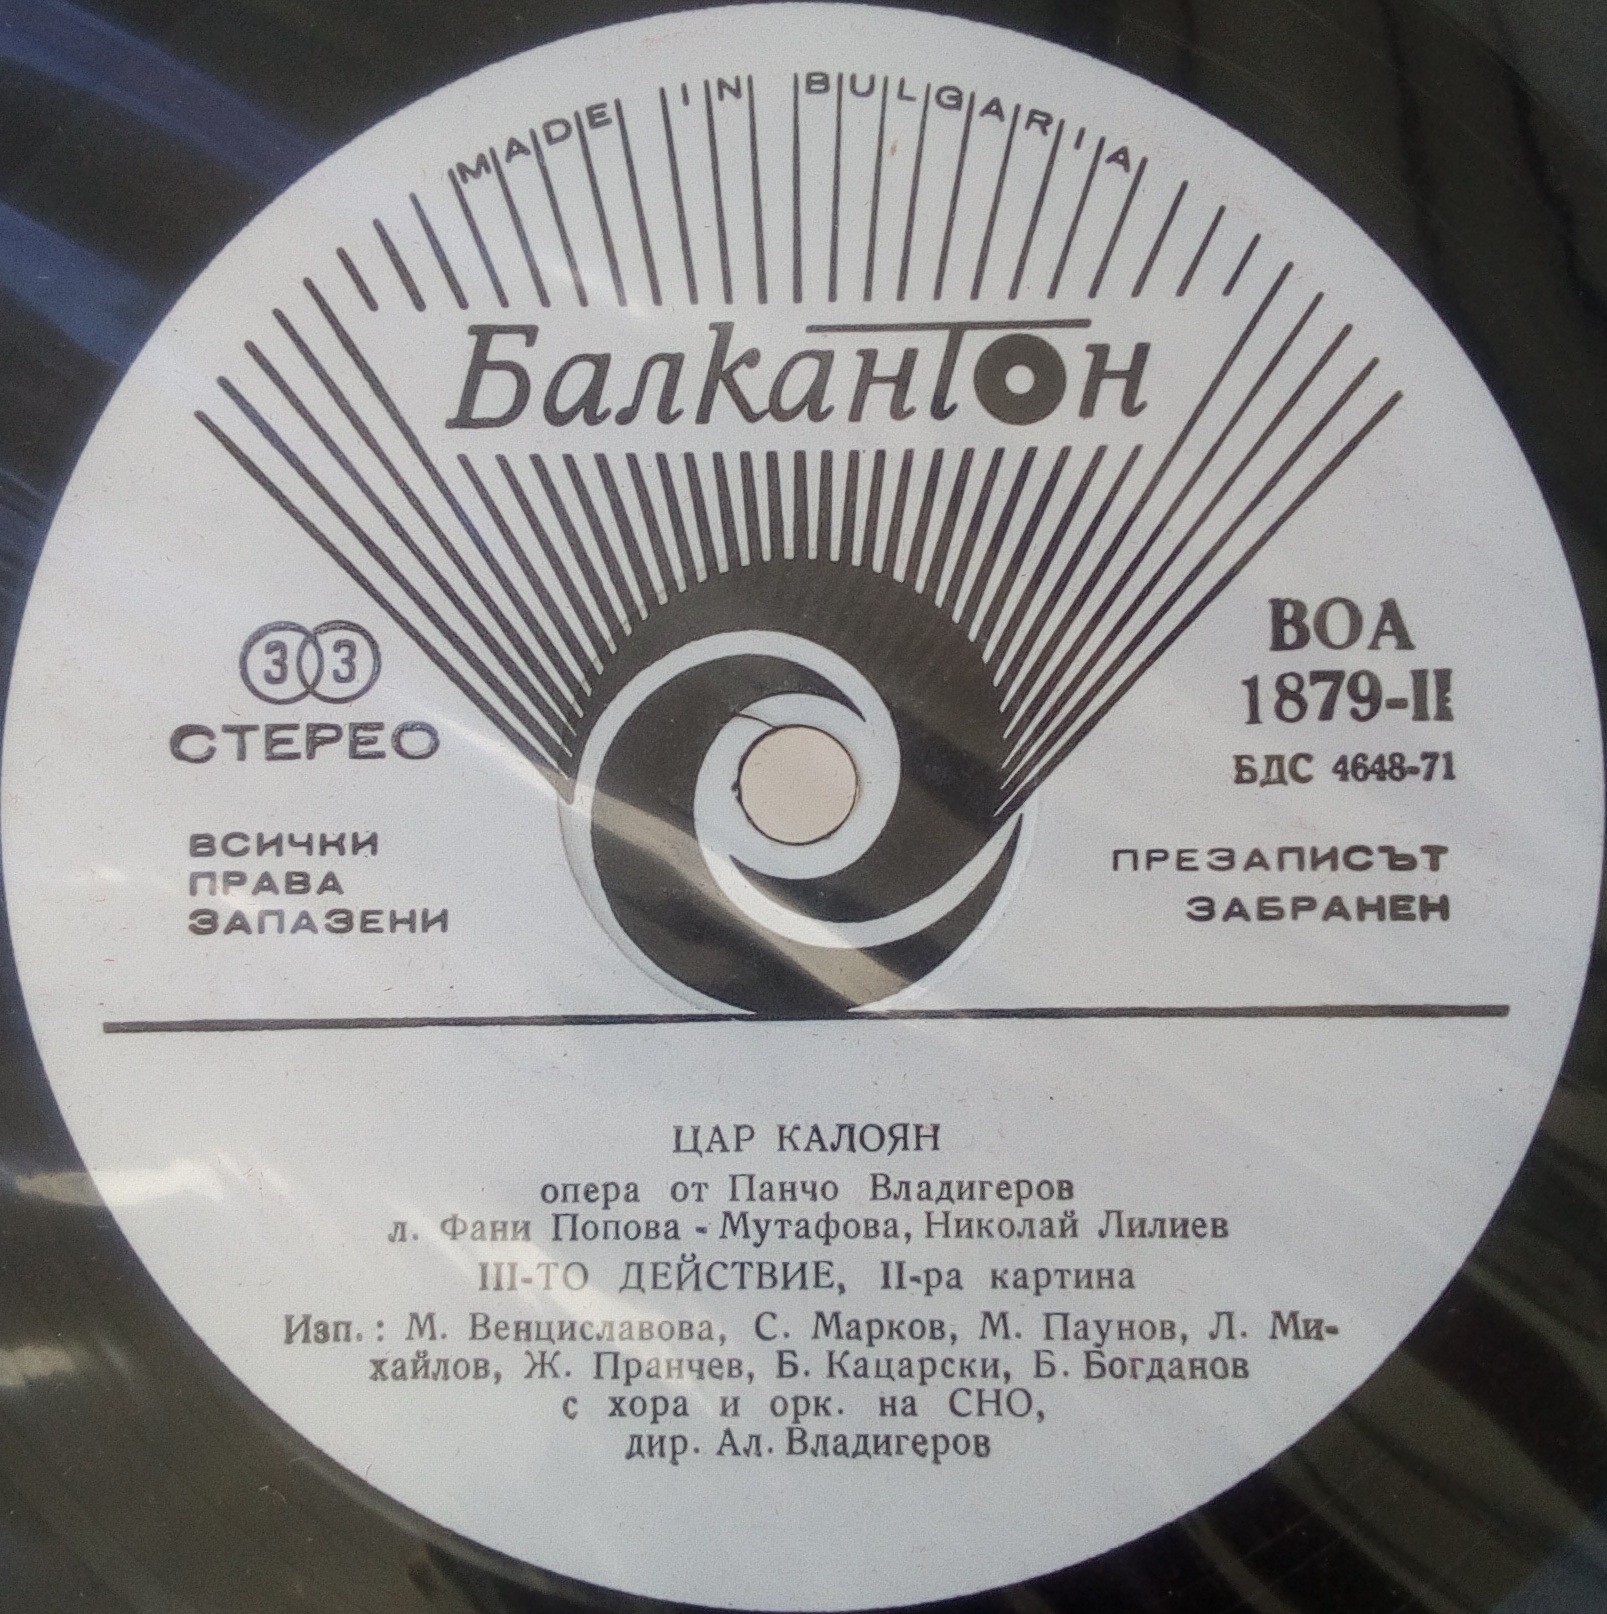 MADE IN BULGARIA
Балкантон
33
СТЕРЕО
ВОА
1879-II
БДС 4648-71
ВСИЧКИ
ПРАВА
ЗАПАЗЕНИ
ПРЕЗАПИСЪТ
ЗАБРАНЕН
ЦАР КАЛОЯН
опера от Панчо Владигеров
л. Фани Попова - Мутафова, Николай Лилиев
III-ТО ДЕЙСТВИЕ, II-ра картина
Изп.: М. Венциславова, С. Марков, М. Паунов, Л. Ми-
хайлов, Ж. Пранчев, Б. Кацарски, Б. Богданов
с хора и орк. на СНО,
дир. Ал. Владигеров